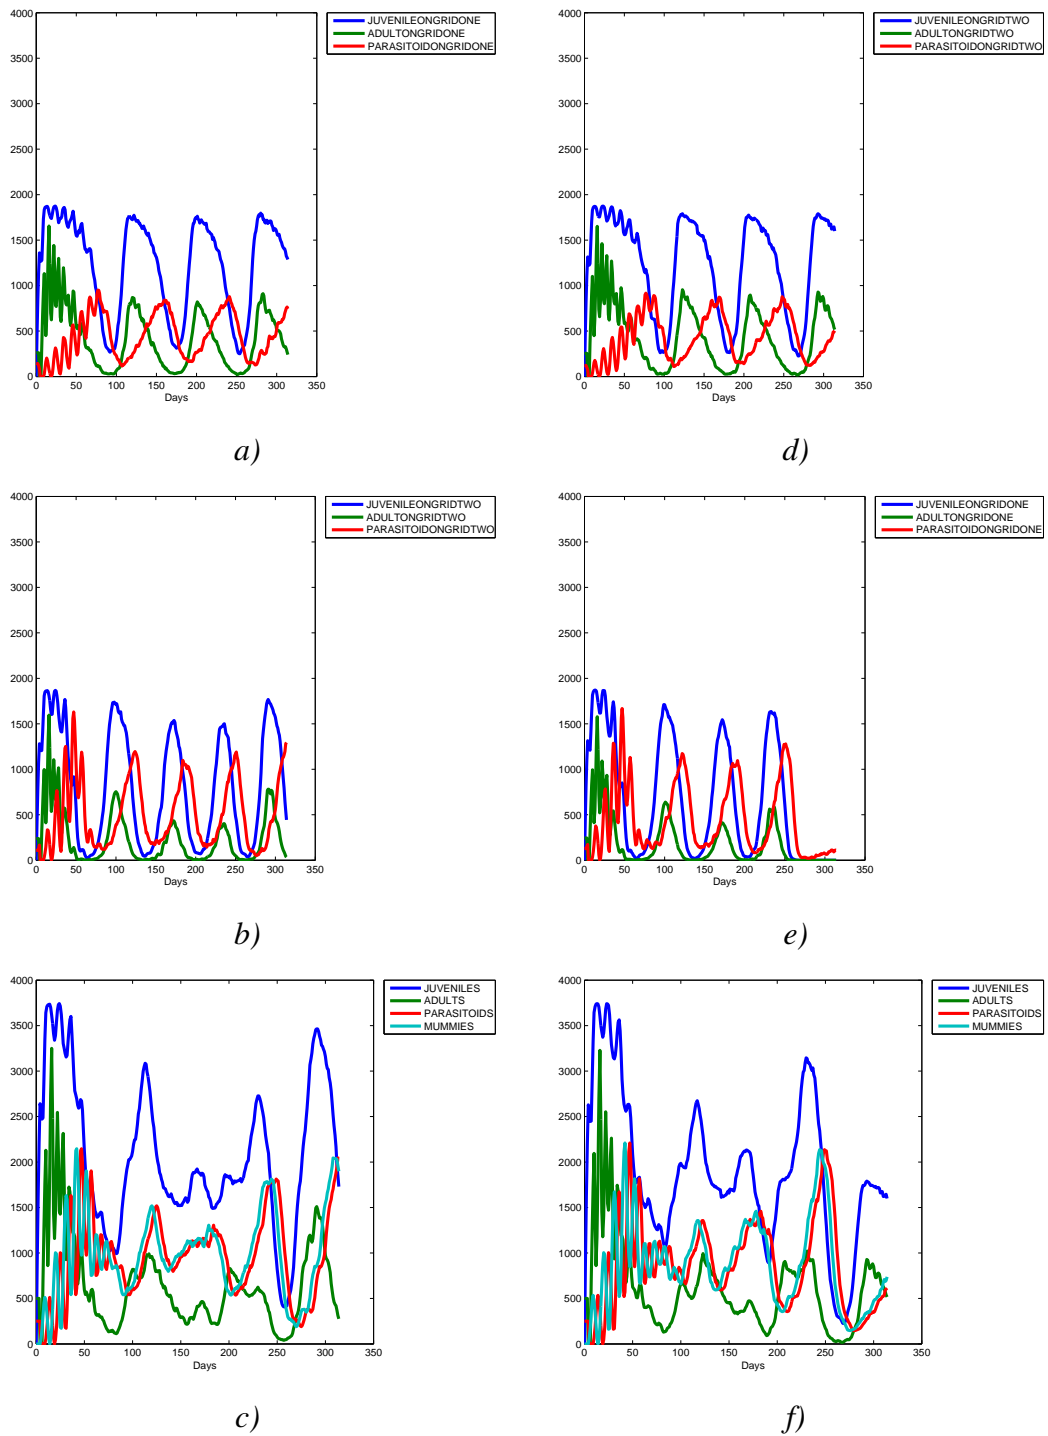 4000
3500
3000
2500
2000
1500
1000
500
0
0 50 100 150 200 250 300 350
Days
JUVENILEONGRIDONE
ADULTONGRIDONE
PARASITOIDONGRIDONE
a)
4000
3500
3000
2500
2000
1500
1000
500
0
0 50 100 150 200 250 300 350
Days
JUVENILEONGRIDTWO
ADULTONGRIDTWO
PARASITOIDONGRIDTWO
d)
4000
3500
3000
2500
2000
1500
1000
500
0
0 50 100 150 200 250 300 350
Days
JUVENILEONGRIDTWO
ADULTONGRIDTWO
PARASITOIDONGRIDTWO
b)
4000
3500
3000
2500
2000
1500
1000
500
0
0 50 100 150 200 250 300 350
Days
JUVENILEONGRIDONE
ADULTONGRIDONE
PARASITOIDONGRIDONE
e)
4000
3500
3000
2500
2000
1500
1000
500
0
0 50 100 150 200 250 300 350
Days
JUVENILES
ADULTS
PARASITOIDS
MUMMIES
c)
4000
3500
3000
2500
2000
1500
1000
500
0
0 50 100 150 200 250 300 350
Days
JUVENILES
ADULTS
PARASITOIDS
MUMMIES
f)